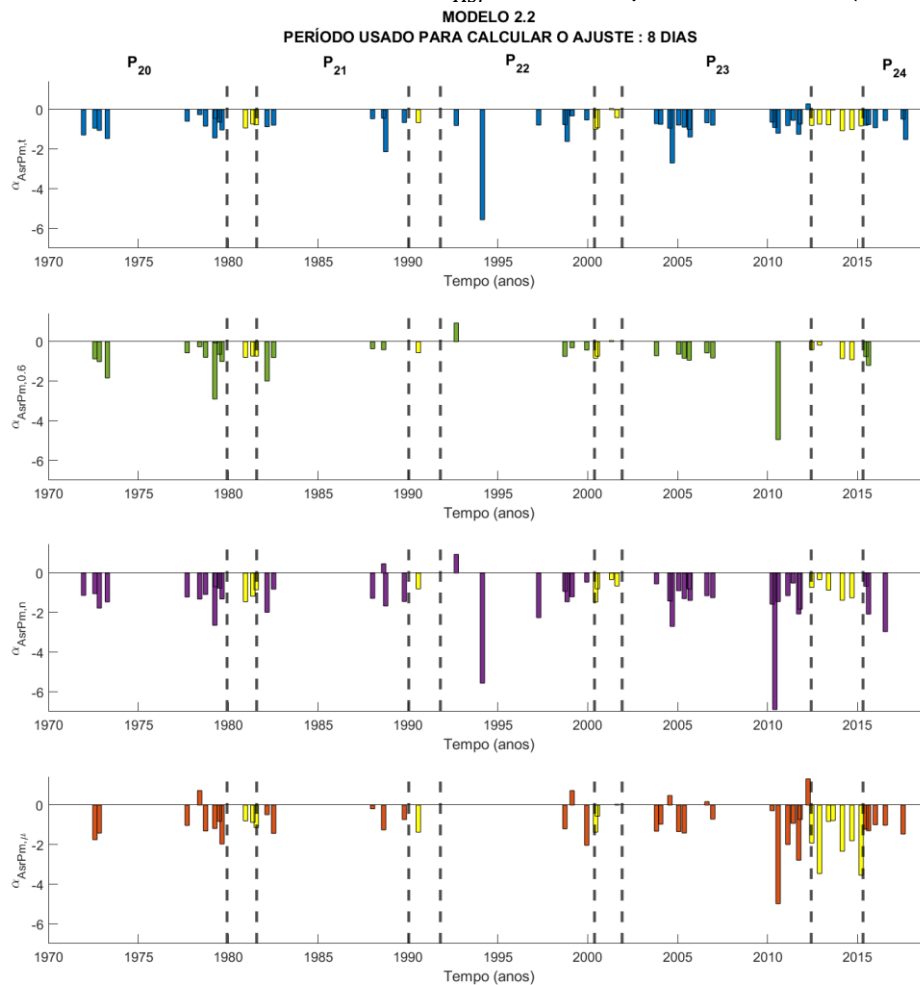 MODELO 2.2
PERÍODO USADO PARA CALCULAR O AJUSTE : 8 DIAS
P20 P21 P22 P23 P24
αAsrPm,t
0
-2
-4
-6
1970 1975 1980 1985 1990 1995 2000 2005 2010 2015
Tempo (anos)
αAsrPm,0.6
0
-2
-4
-6
1970 1975 1980 1985 1990 1995 2000 2005 2010 2015
Tempo (anos)
αAsrPm,n
0
-2
-4
-6
1970 1975 1980 1985 1990 1995 2000 2005 2010 2015
Tempo (anos)
αAsrPm,μ
0
-2
-4
-6
1970 1975 1980 1985 1990 1995 2000 2005 2010 2015
Tempo (anos)